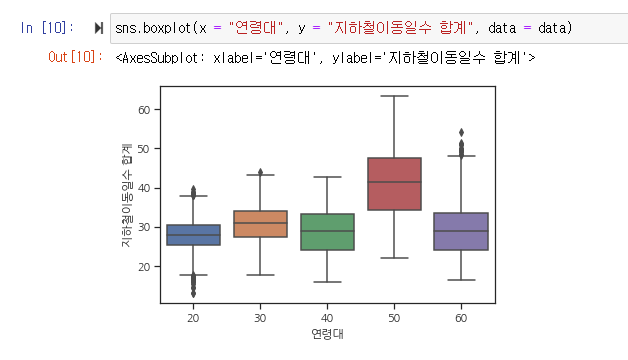 In [10]: sns.boxplot(x = "연령대", y = "지하철이동일수 합계", data = data)
Out[10]: <AxesSubplot: xlabel='연령대', ylabel='지하철이동일수 합계'>
지하철이동일수 합계
60
50
40
30
20
20 30 40 50 60
연령대